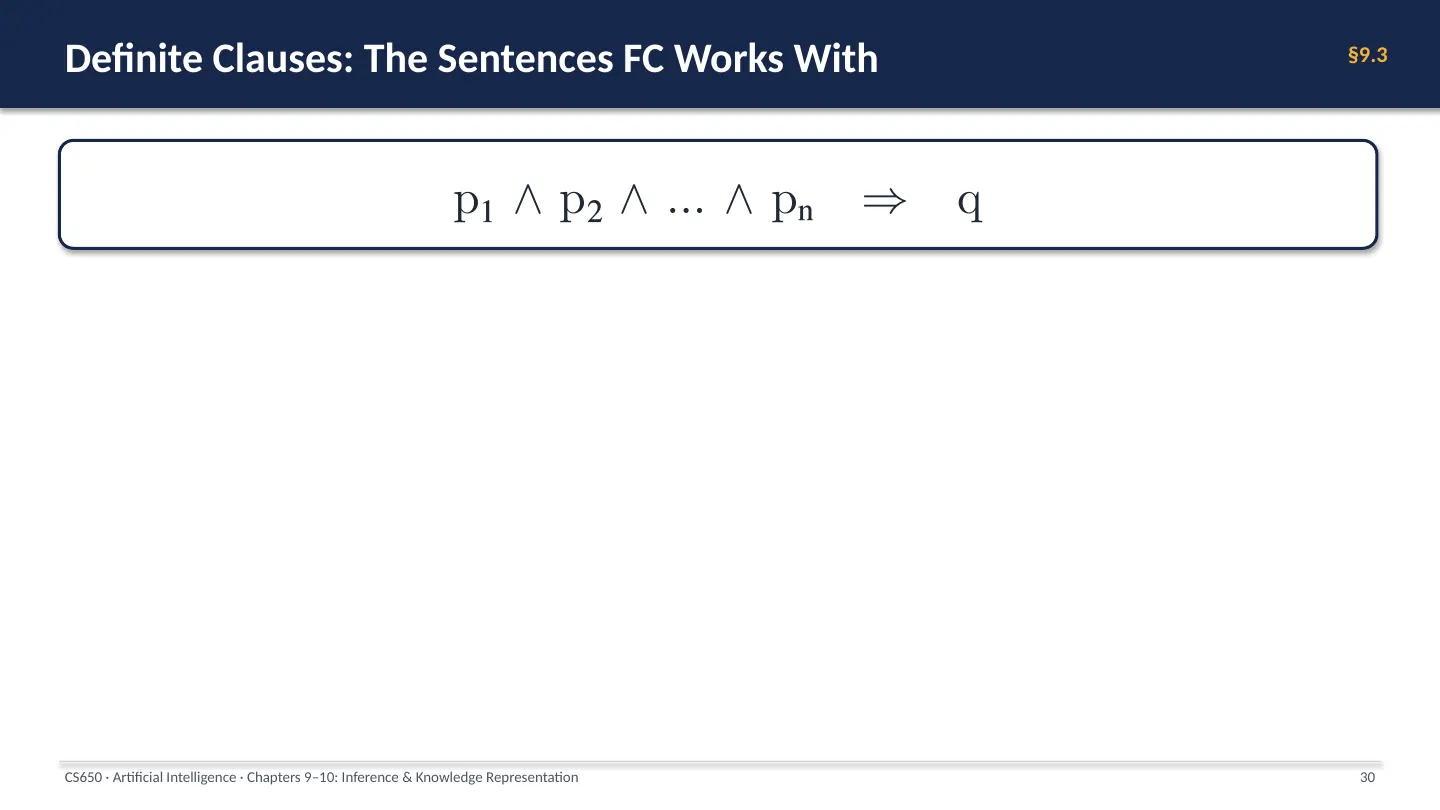 Definite Clauses: The Sentences FC Works With
§9.3
p₁ ∧ p₂ ∧ … ∧ pₙ ⇒ q
CS650 · Artificial Intelligence · Chapters 9–10: Inference & Knowledge Representation
30